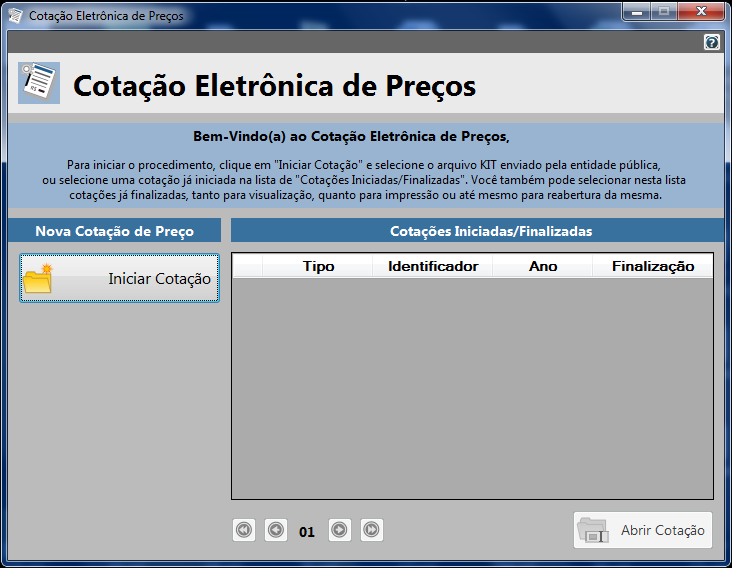 Cotação Eletrônica de Preços
Cotação Eletrônica de Preços
Bem-Vindo(a) ao Cotação Eletrônica de Preços,
Para iniciar o procedimento, clique em "Iniciar Cotação" e selecione o arquivo KIT enviado pela entidade pública,
ou selecione uma cotação já iniciada na lista de "Cotações Iniciadas/Finalizadas". Você também pode selecionar nesta lista
cotações já finalizadas, tanto para visualização, quanto para impressão ou até mesmo para reabertura da mesma.
Nova Cotação de Preço
Cotações Iniciadas/Finalizadas
Iniciar Cotação
Tipo Identificador Ano Finalização
01
Abrir Cotação